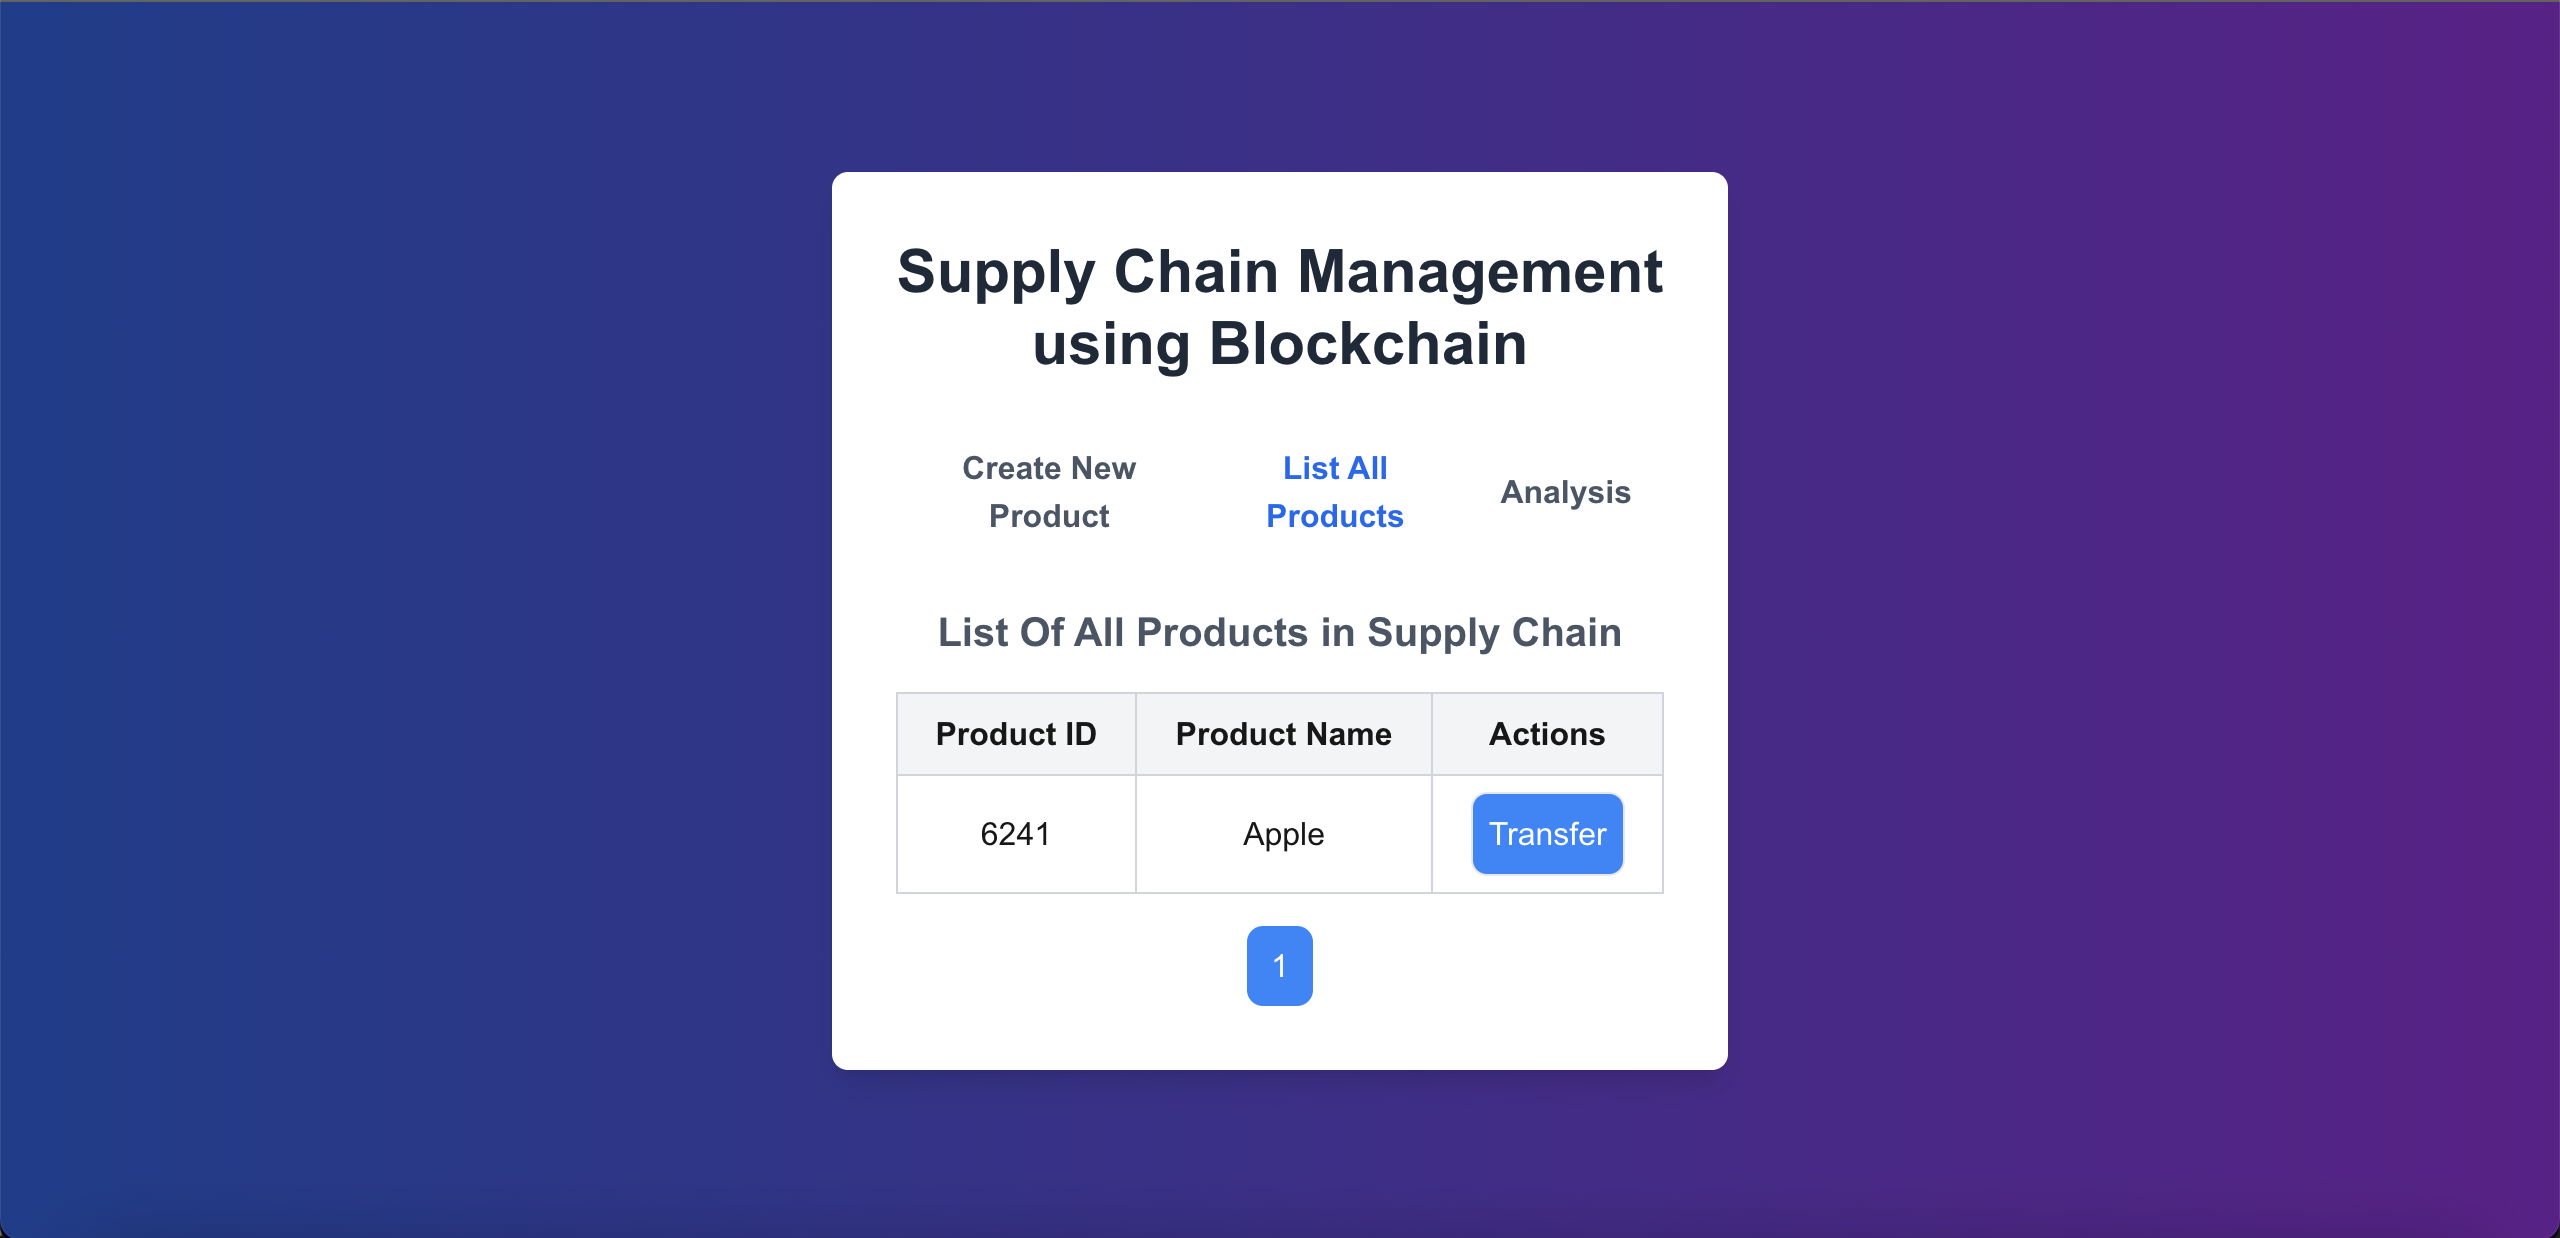 Supply Chain Management
using Blockchain
Create New
Product
List All
Products
Analysis
List Of All Products in Supply Chain
Product ID Product Name Actions
6241 Apple Transfer
1